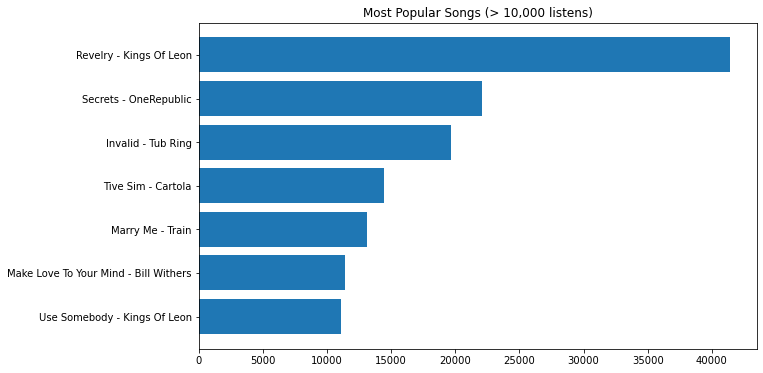 Most Popular Songs (> 10,000 listens)
Revelry - Kings Of Leon
Secrets - OneRepublic
Invalid - Tub Ring
Tive Sim - Cartola
Marry Me - Train
Make Love To Your Mind - Bill Withers
Use Somebody - Kings Of Leon
0 5000 10000 15000 20000 25000 30000 35000 40000